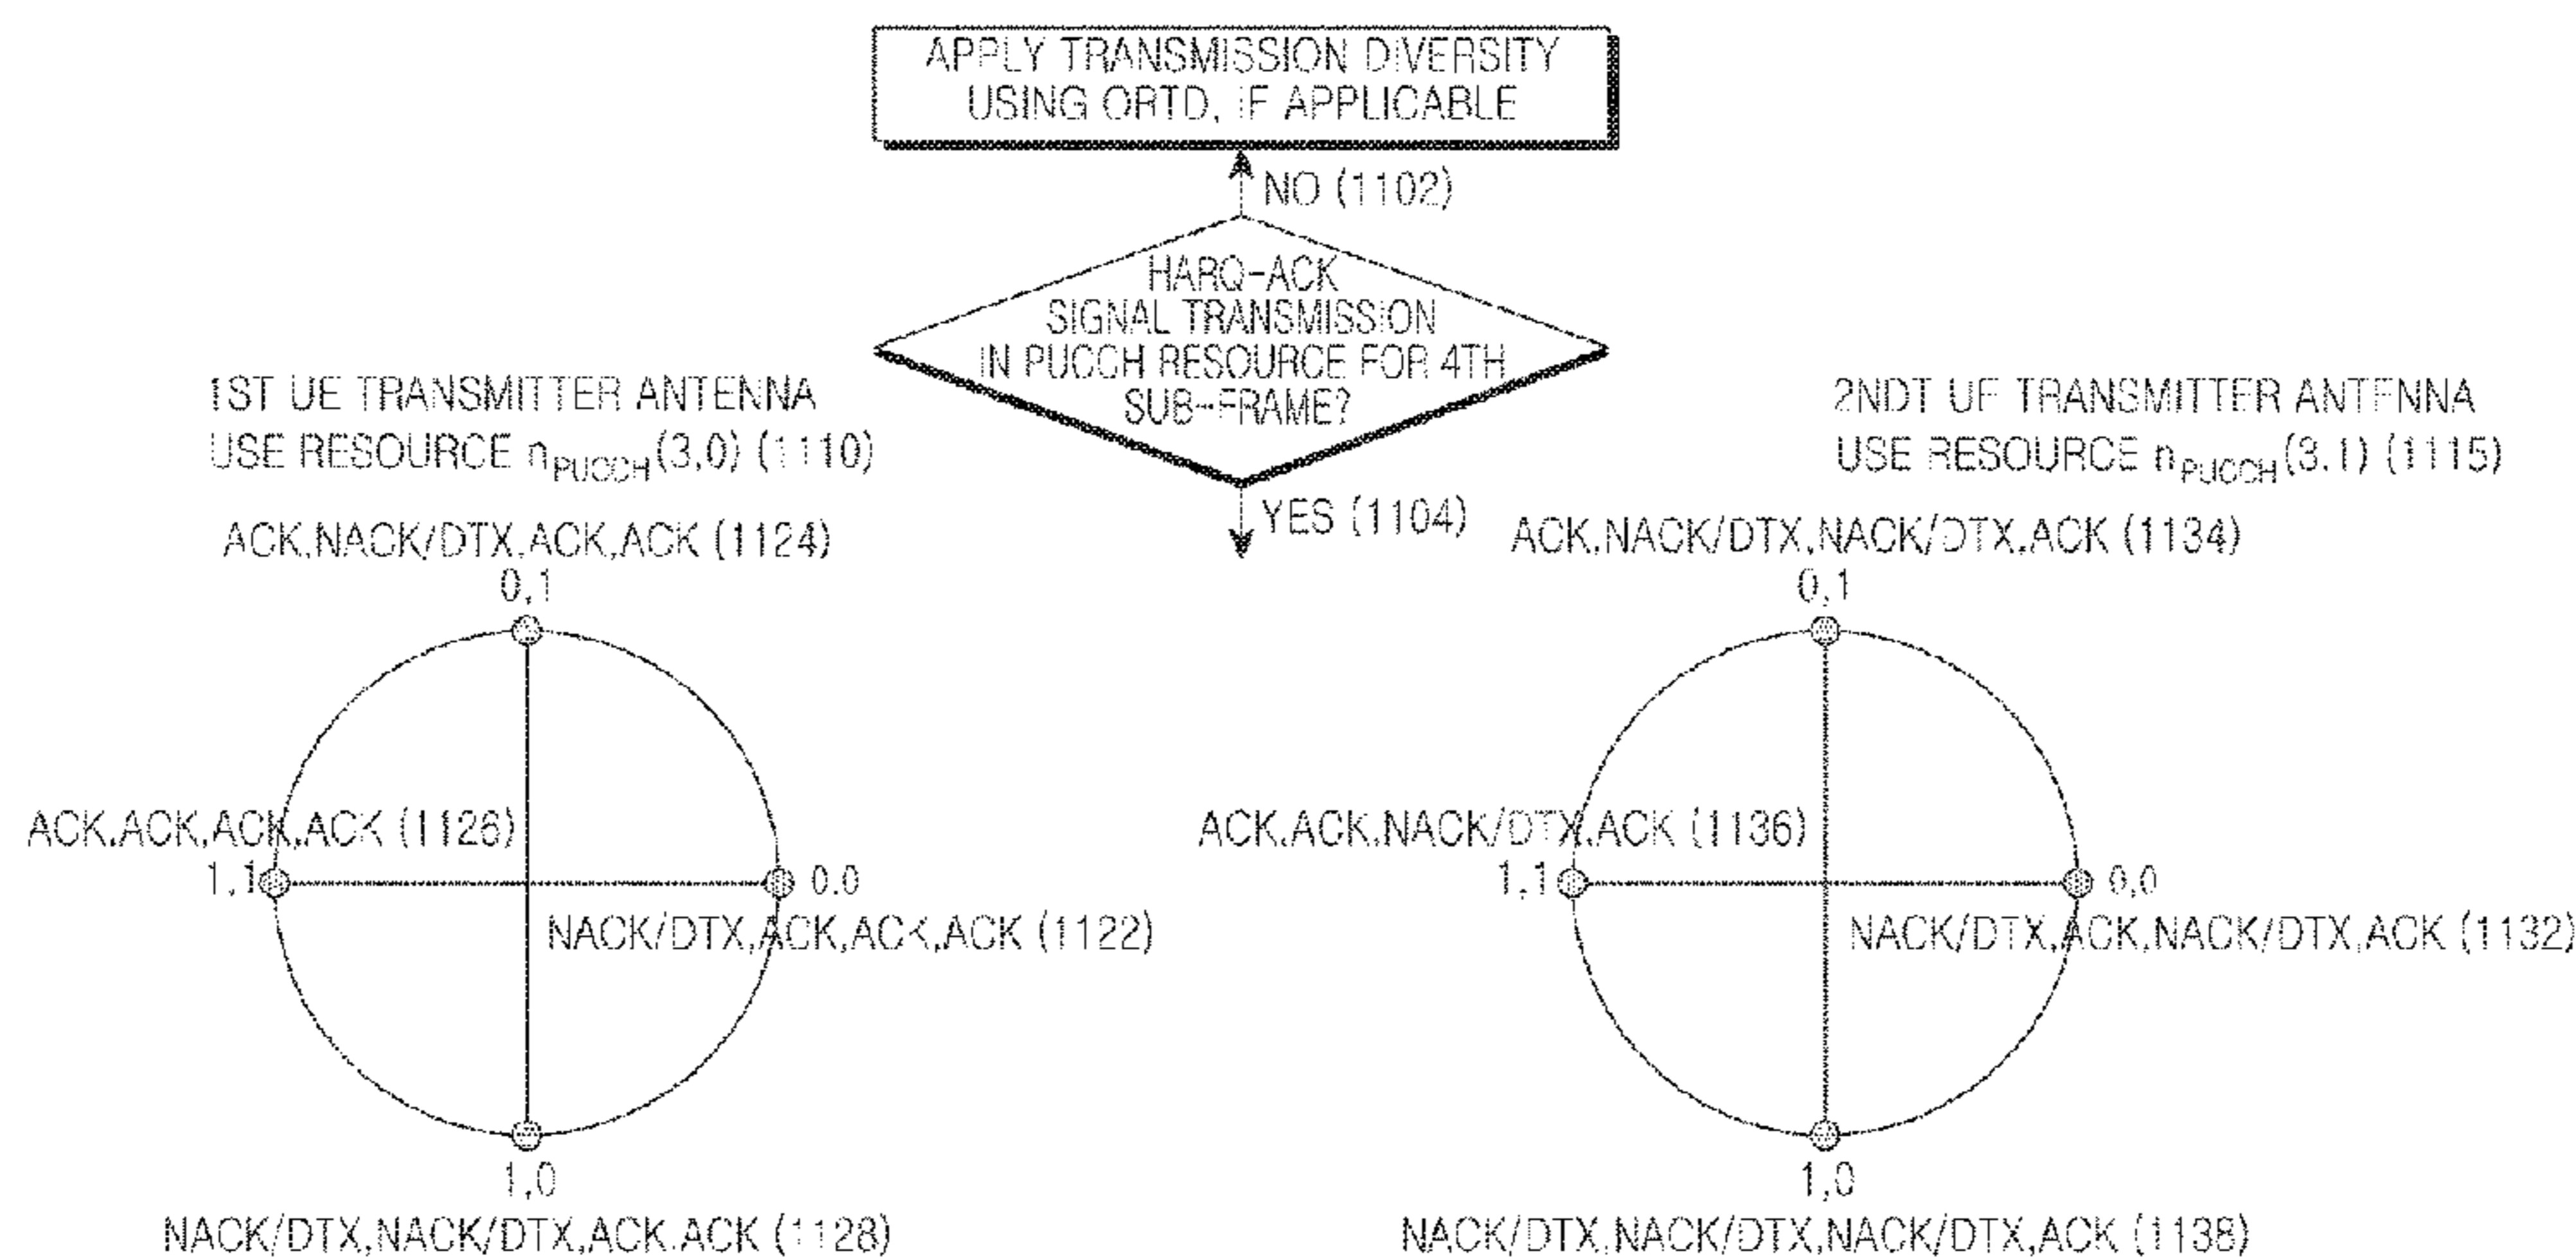 APPLY TRANSMISSION DIVERSITY
USING ORTD, IF APPLICABLE
NO (1102)
HARQ-ACK
SIGNAL TRANSMISSION
IN PUCCH RESOURCE FOR 4TH
SUB-FRAME?
YES (1104)
1ST UE TRANSMITTER ANTENNA
USE RESOURCE nPUCCH(3,0) (1110)
ACK,NACK/DTX,ACK,ACK (1124)
0,1
ACK,ACK,ACK,ACK (1126)
1,1
0,0
NACK/DTX,ACK,ACK,ACK (1122)
1,0
NACK/DTX,NACK/DTX,ACK,ACK (1128)
2NDT UE TRANSMITTER ANTENNA
USE RESOURCE nPUCCH(3,1) (1115)
ACK,NACK/DTX,NACK/DTX,ACK (1134)
0,1
ACK,ACK,NACK/DTX,ACK (1136)
1,1
0,0
NACK/DTX,ACK,NACK/DTX,ACK (1132)
1,0
NACK/DTX,NACK/DTX,NACK/DTX,ACK (1138)